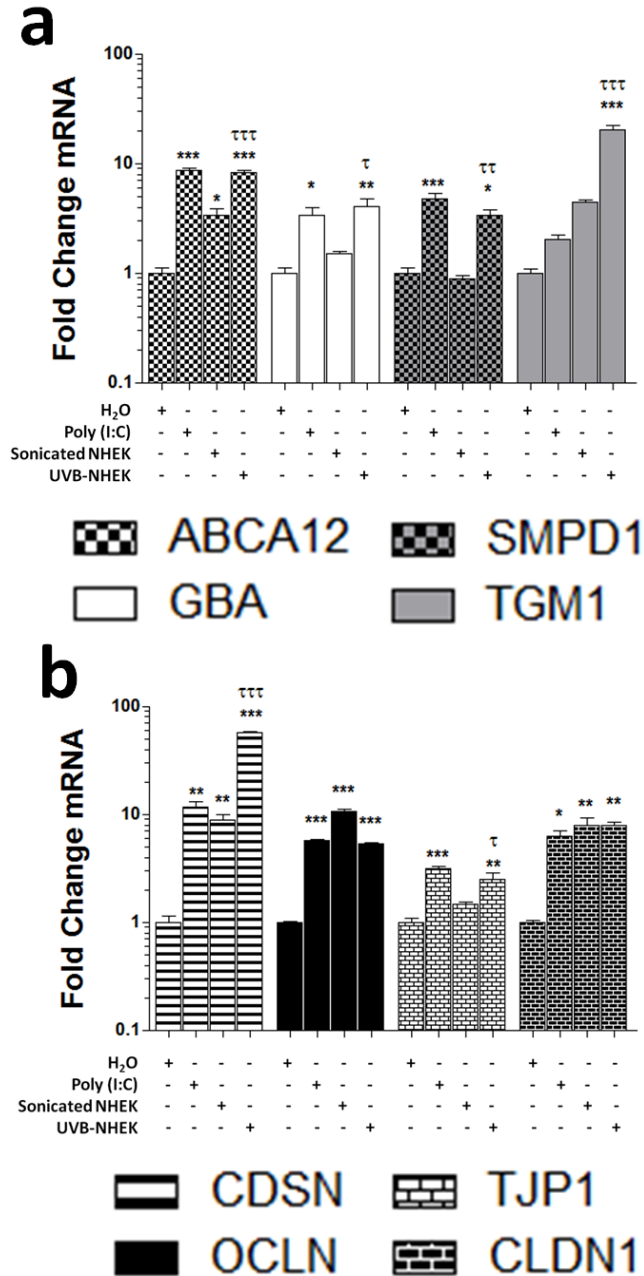 a
Fold Change mRNA
100
10
1
0.1
*** * τττ ***
* τ **
*** ττ *
τττ ***
H₂O + - - - + - - - + - - - + - - -
Poly (I:C) - + - - - + - - - + - - - + - -
Sonicated NHEK - - + - - - + - - - + - - - + -
UVB-NHEK - - - + - - - + - - - + - - - +
ABCA12 SMPD1
GBA TGM1
b
Fold Change mRNA
100
10
1
0.1
** ** τττ ***
*** *** ***
*** τ **
* ** **
H₂O + - - - + - - - + - - - + - - -
Poly (I:C) - + - - - + - - - + - - - + - -
Sonicated NHEK - - + - - - + - - - + - - - + -
UVB-NHEK - - - + - - - + - - - + - - - +
CDSN TJP1
OCLN CLDN1